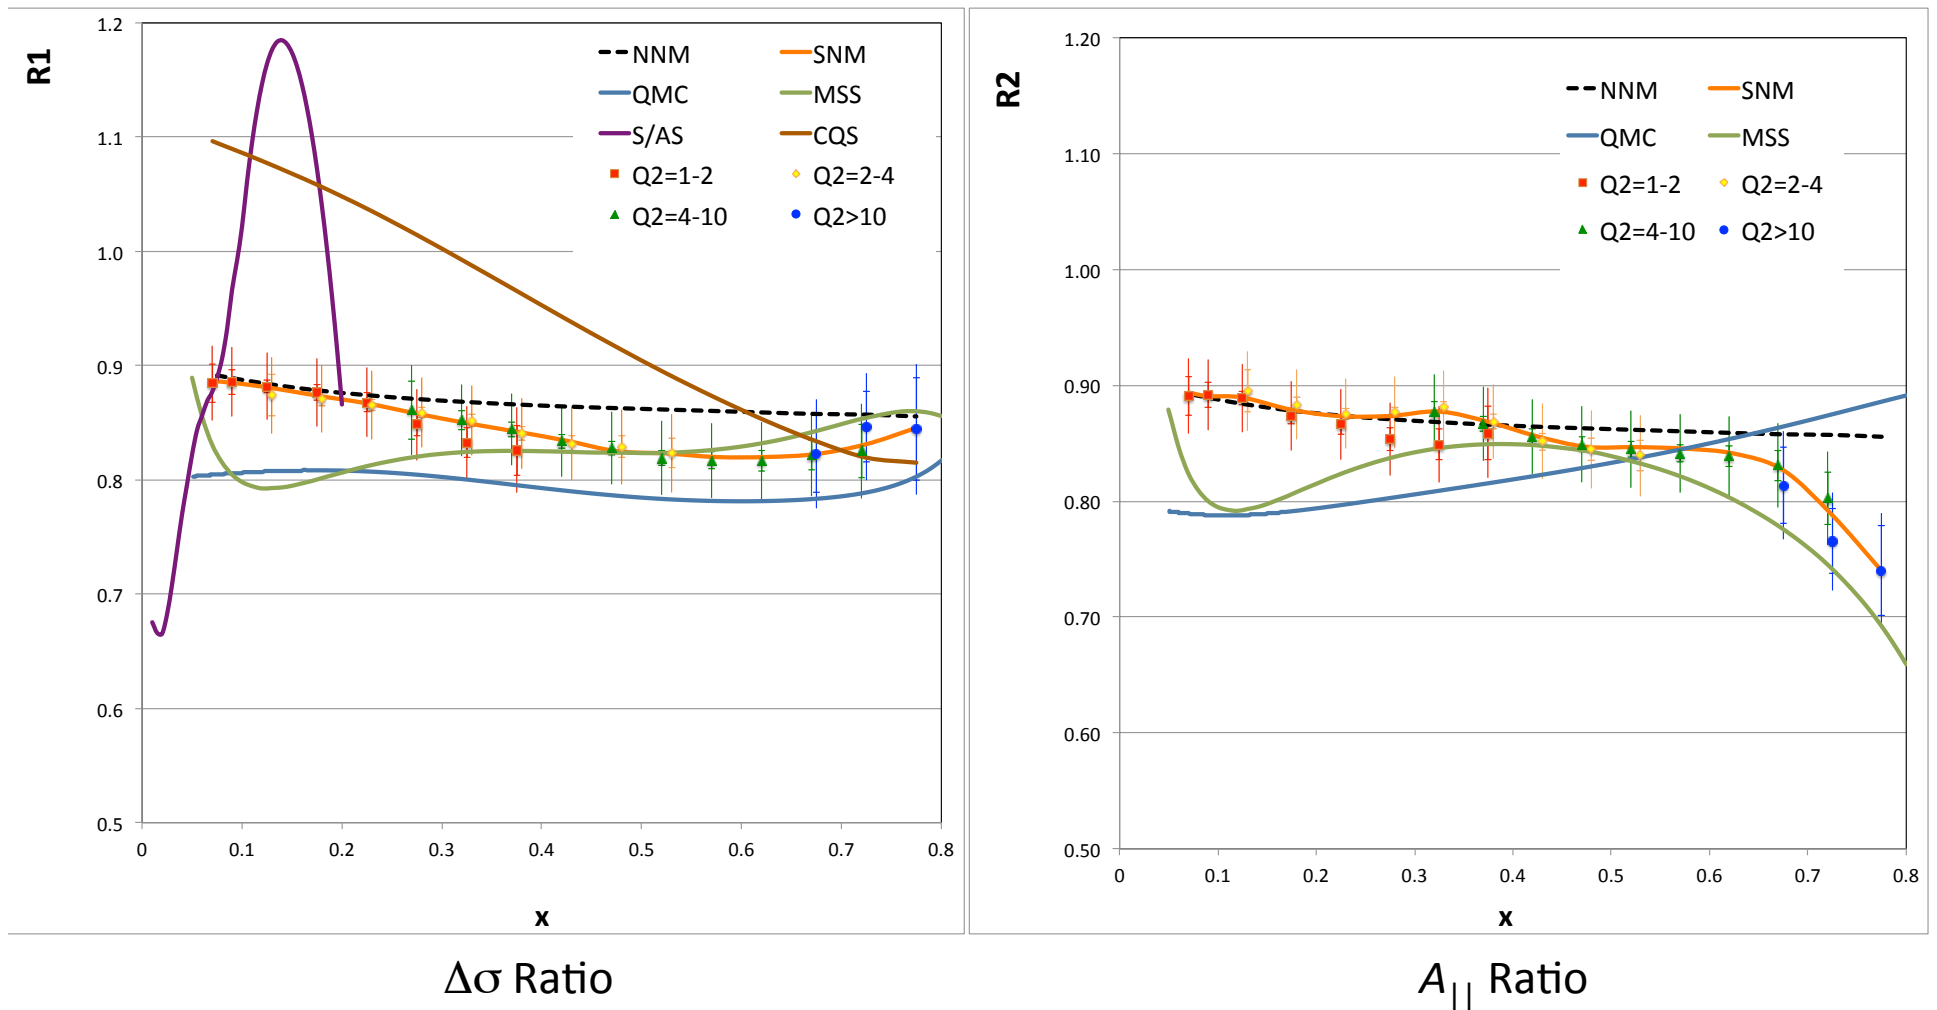 R1
1.2
1.1
1.0
0.9
0.8
0.7
0.6
0.5
0 0.1 0.2 0.3 0.4 0.5 0.6 0.7 0.8
x
NNM SNM
QMC MSS
S/AS CQS
Q2=1-2 Q2=2-4
Q2=4-10 Q2>10
Δσ Ratio
R2
1.20
1.10
1.00
0.90
0.80
0.70
0.60
0.50
0 0.1 0.2 0.3 0.4 0.5 0.6 0.7 0.8
x
NNM SNM
QMC MSS
Q2=1-2 Q2=2-4
Q2=4-10 Q2>10
A|| Ratio